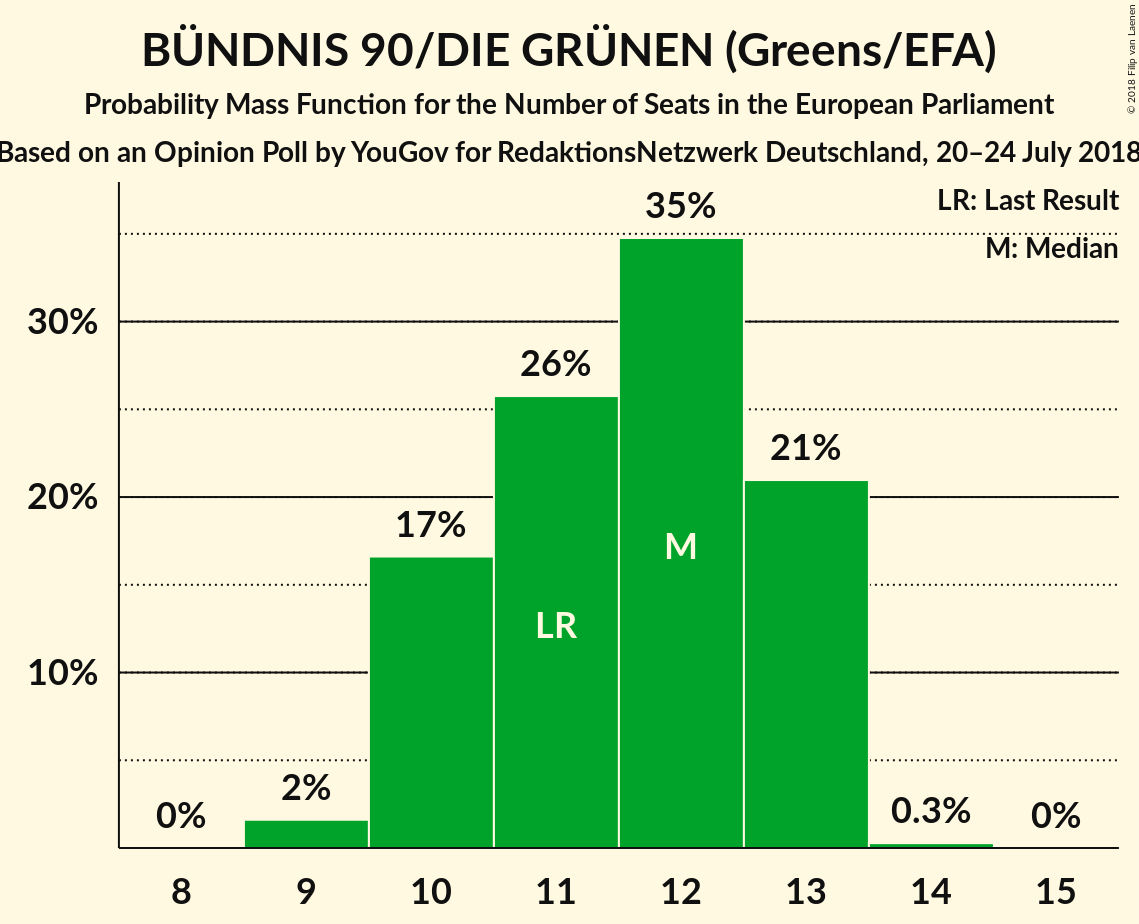 BÜNDNIS 90/DIE GRÜNEN (Greens/EFA)
Probability Mass Function for the Number of Seats in the European Parliament
Based on an Opinion Poll by YouGov for RedaktionsNetzwerk Deutschland, 20–24 July 2018
© 2018 Filip van Laenen
LR: Last Result
M: Median
30%
20%
10%
0%
2%
17%
26%
35%
21%
0.3%
0%
LR
M
8
9
10
11
12
13
14
15